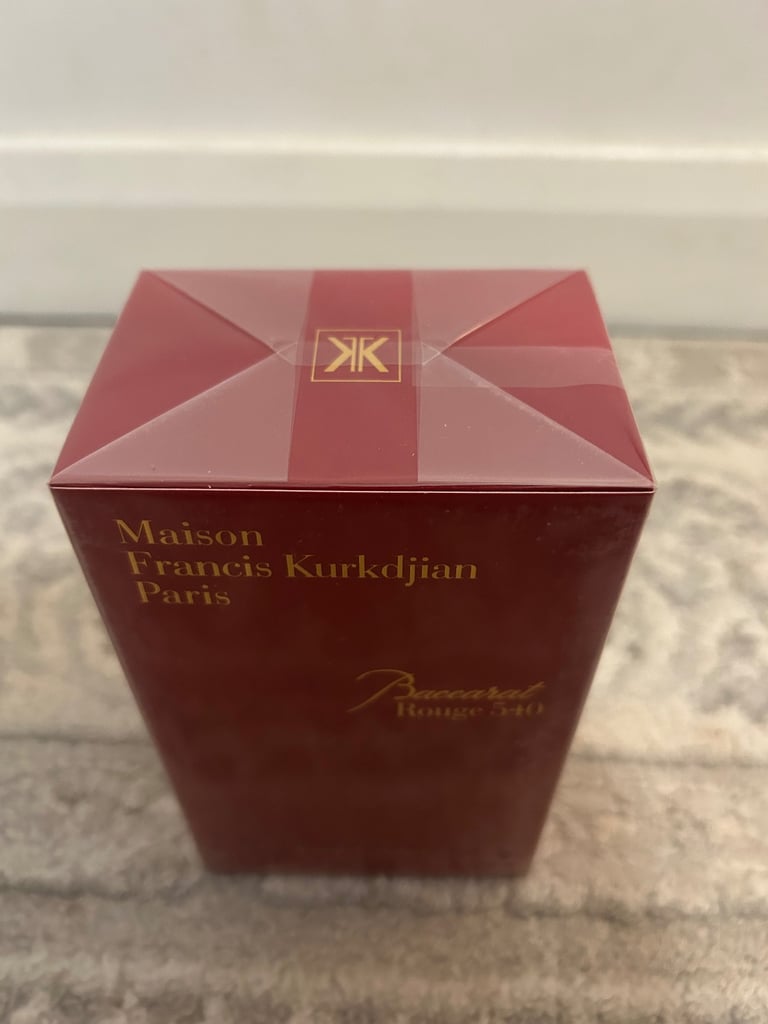 Maison
Francis Kurkdjian
Paris
Baccarat
Rouge 540